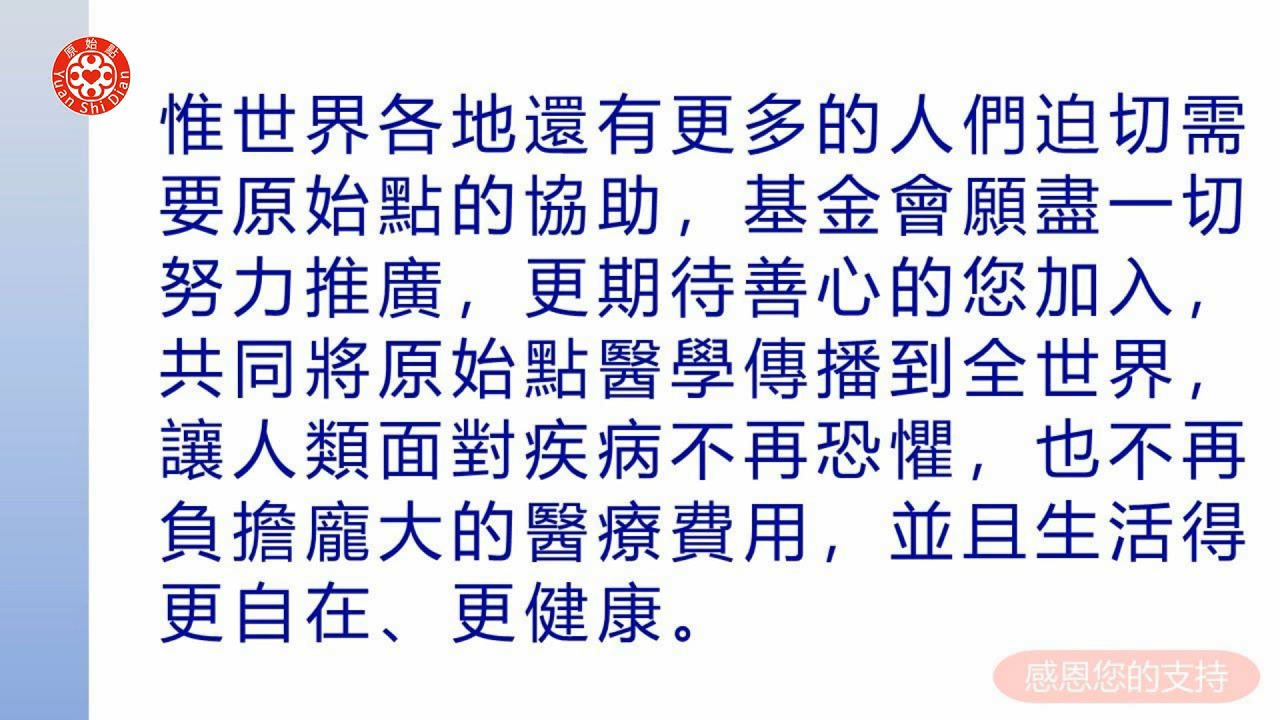 原始點
Yuan Shi Dian
惟世界各地還有更多的人們迫切需
要原始點的協助，基金會願盡一切
努力推廣，更期待善心的您加入，
共同將原始點醫學傳播到全世界，
讓人類面對疾病不再恐懼，也不再
負擔龐大的醫療費用，並且生活得
更自在、更健康。
感恩您的支持